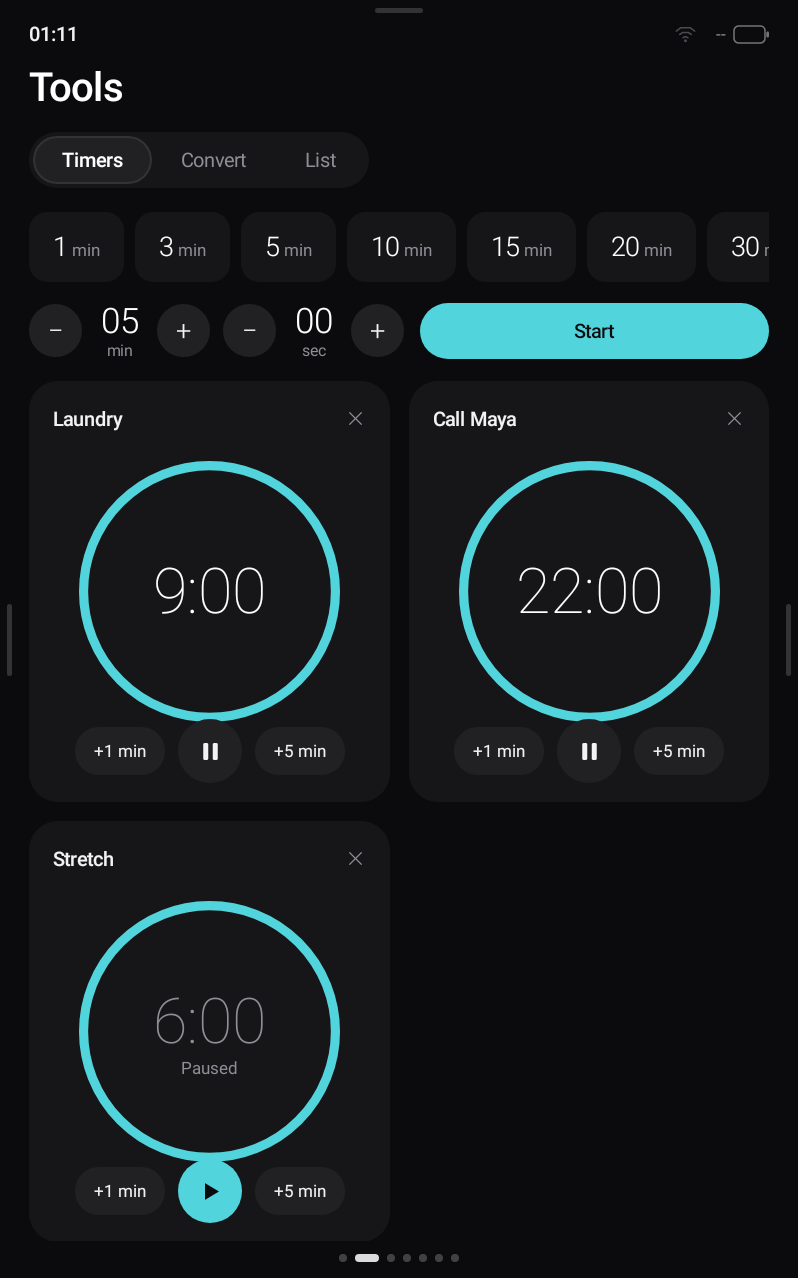 01:11
--
Tools
Timers Convert List
1 min 3 min 5 min 10 min 15 min 20 min 30
− 05 min + − 00 sec + Start
Laundry
9:00
+1 min +5 min
Call Maya
22:00
+1 min +5 min
Stretch
6:00
Paused
+1 min +5 min